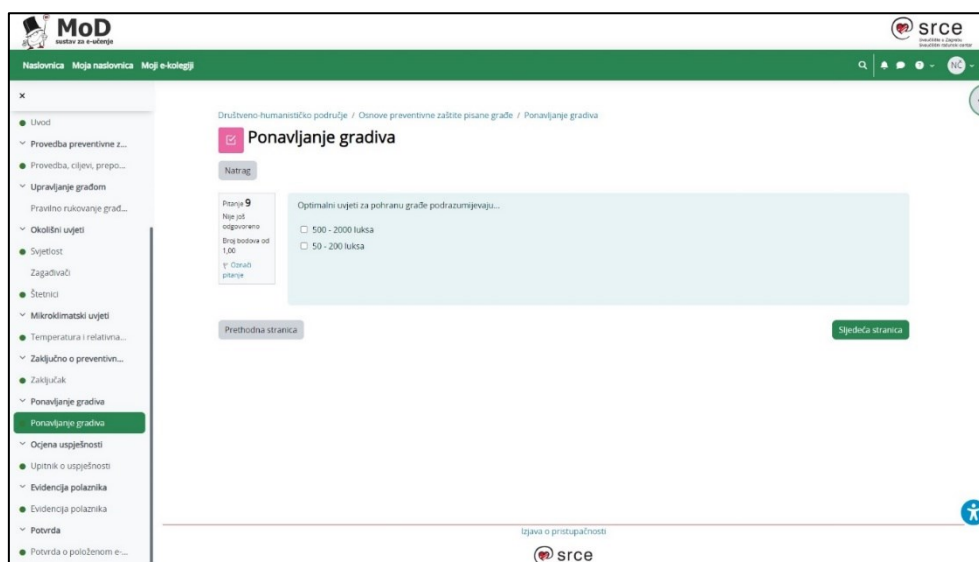 MoD
sustav za e-učenje
srce
Naslovnica Moja naslovnica Moji e-kolegiji
NČ
Uvod
Provedba preventivne z...
Provedba, ciljevi, prepo...
Upravljanje građom
Pravilno rukovanje građ...
Okolišni uvjeti
Svjetlost
Zagađivači
Štetnici
Mikroklimatski uvjeti
Temperatura i relativna...
Zaključno o preventivn...
Zaključak
Ponavljanje gradiva
Ponavljanje gradiva
Ocjena uspješnosti
Upitnik o uspješnosti
Evidencija polaznika
Evidencija polaznika
Potvrda
Potvrda o položenom e-...
Društveno-humanističko područje / Osnove preventivne zaštite pisane građe / Ponavljanje gradiva
Ponavljanje gradiva
Natrag
Pitanje 9
Nije još
odgovoreno
Broj bodova od
1,00
Označi
pitanje
Optimalni uvjeti za pohranu građe podrazumijevaju...
500 - 2000 luksa
50 - 200 luksa
Prethodna stranica
Sljedeća stranica
Izjava o pristupačnosti
srce